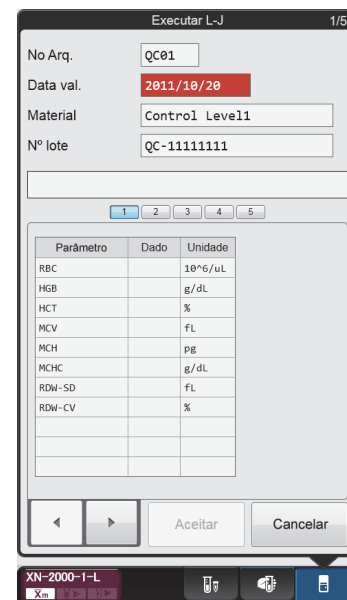 Executar L-J 1/5
No Arq. QC01
Data val. 2011/10/20
Material Control Level1
Nº lote QC-11111111
1 2 3 4 5
Parâmetro Dado Unidade
RBC 10^6/uL
HGB g/dL
HCT %
MCV fL
MCH pg
MCHC g/dL
RDW-SD fL
RDW-CV %
Aceitar Cancelar
XN-2000-1-L
Xm